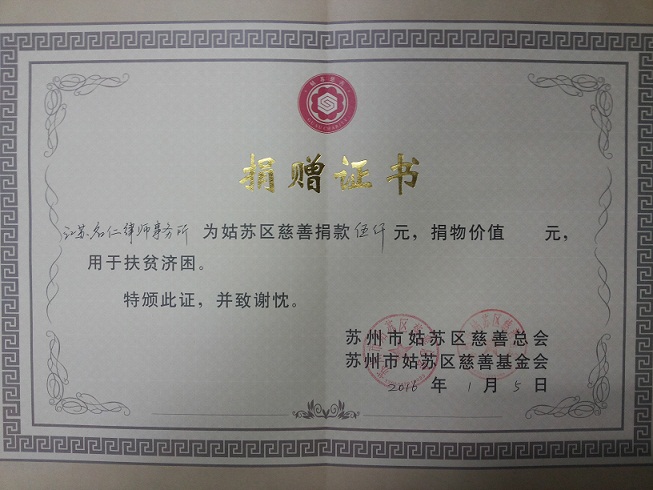 捐赠证书
江苏名仁律师事务所 为姑苏区慈善捐款 伍仟 元，捐物价值 元，
用于扶贫济困。
特颁此证，并致谢忱。
苏州市姑苏区慈善总会
苏州市姑苏区慈善基金会
2016 年 1 月 5 日